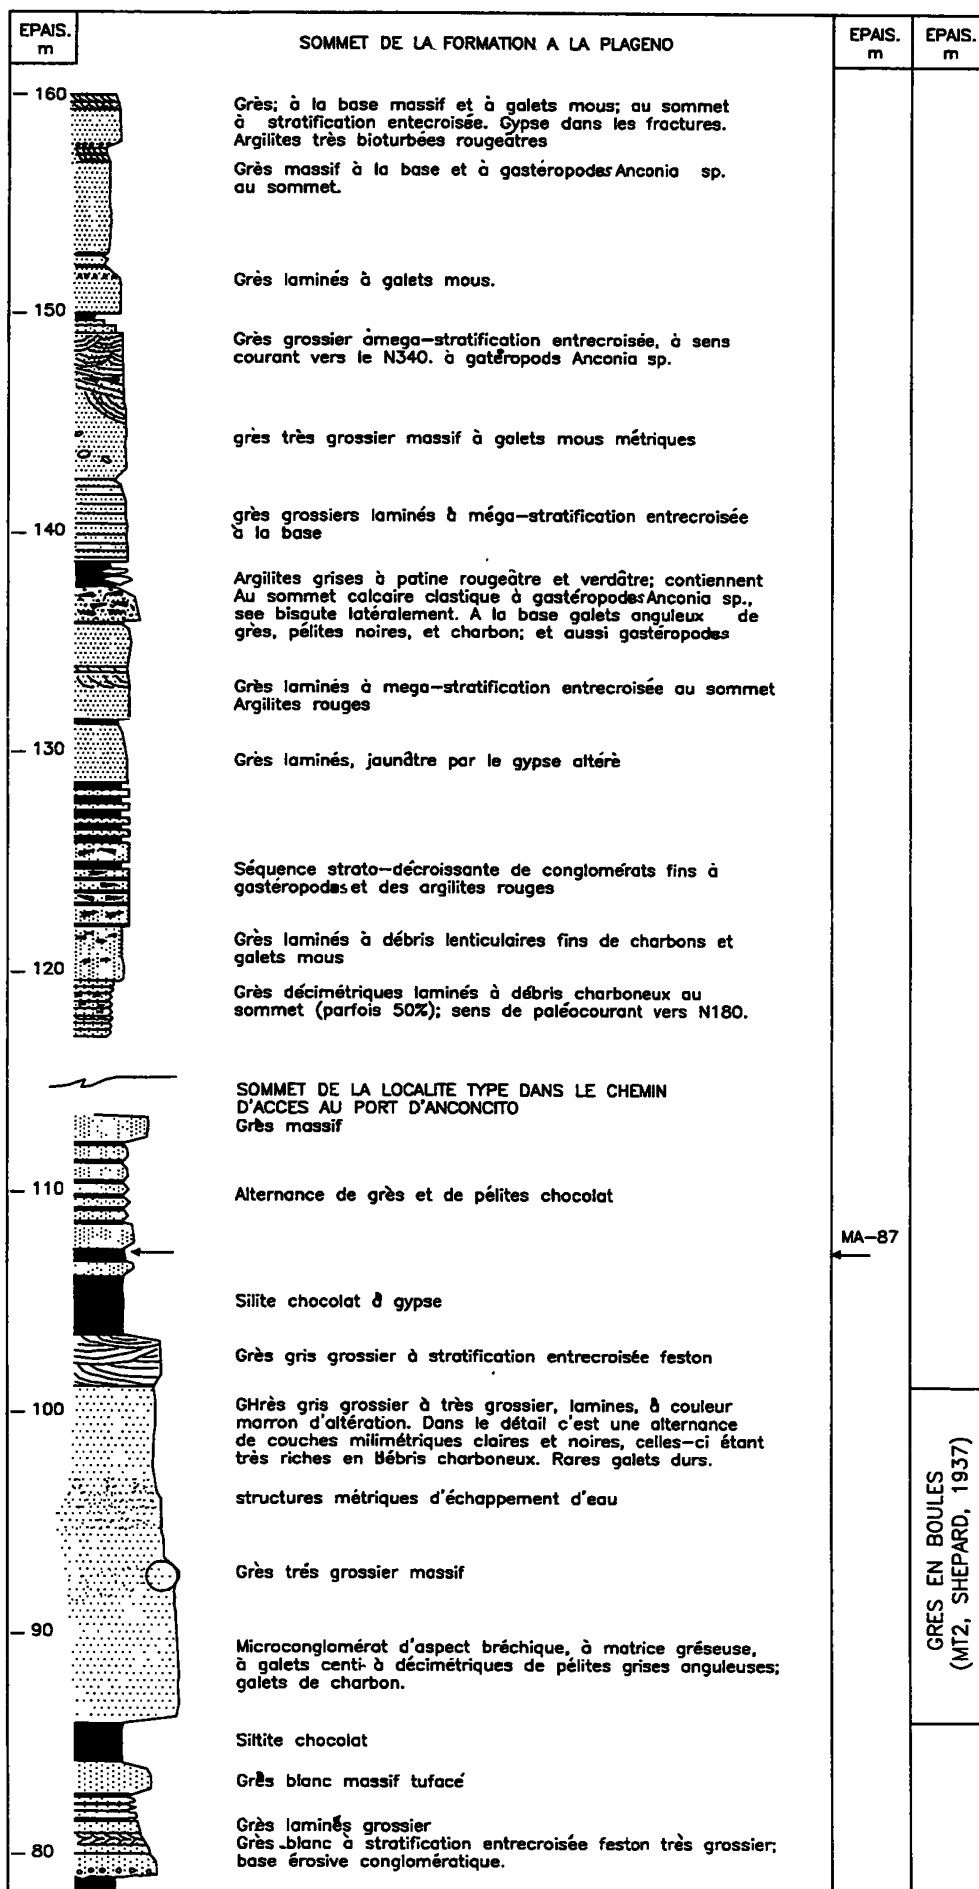 EPAIS.
m
SOMMET DE LA FORMATION A LA PLAGENO
EPAIS.
m
EPAIS.
m
160
Grès; à la base massif et à galets mous; au sommet
à stratification entecroisée. Gypse dans les fractures.
Argilites très bioturbées rougeâtres
Grès massif à la base et à gastéropodes Anconia sp.
au sommet.
Grès laminés à galets mous.
150
Grès grossier àmega-stratification entrecroisée, à sens
courant vers le N340. à gatéropods Anconia sp.
grès très grossier massif à galets mous métriques
140
grès grossiers laminés à méga-stratification entrecroisée
à la base
Argilites grises à patine rougeâtre et verdâtre; contiennent
Au sommet calcaire clastique à gastéropodes Anconia sp.,
see bisaute latéralement. A la base galets anguleux de
grès, pélites noires, et charbon; et aussi gastéropodes
Grès laminés à mega-stratification entrecroisée au sommet
Argilites rouges
130
Grès laminés, jaunâtre par le gypse altérè
Séquence strato-décroissante de conglomérats fins à
gastéropodes et des argilites rouges
Grès laminés à débris lenticulaires fins de charbons et
galets mous
120
Grès décimétriques laminés à débris charboneux au
sommet (parfois 50%); sens de paléocourant vers N180.
SOMMET DE LA LOCALITE TYPE DANS LE CHEMIN
D'ACCES AU PORT D'ANCONCITO
Grès massif
110
Alternance de grès et de pélites chocolat
MA-87
Silite chocolat à gypse
Grès gris grossier à stratification entrecroisée feston
100
GHrès gris grossier à très grossier, lamines, à couleur
marron d'altération. Dans le détail c'est une alternance
de couches milimétriques claires et noires, celles-ci étant
très riches en Bébris charboneux. Rares galets durs.
structures métriques d'échappement d'eau
Grès trés grossier massif
90
Microconglomérat d'aspect bréchique, à matrice gréseuse,
à galets centi- à décimétriques de pélites grises anguleuses;
galets de charbon.
GRES EN BOULES
(MT2, SHEPARD, 1937)
Siltite chocolat
Grès blanc massif tufacé
Grès laminés grossier
Grès blanc à stratification entrecroisée feston très grossier;
base érosive conglomératique.
80